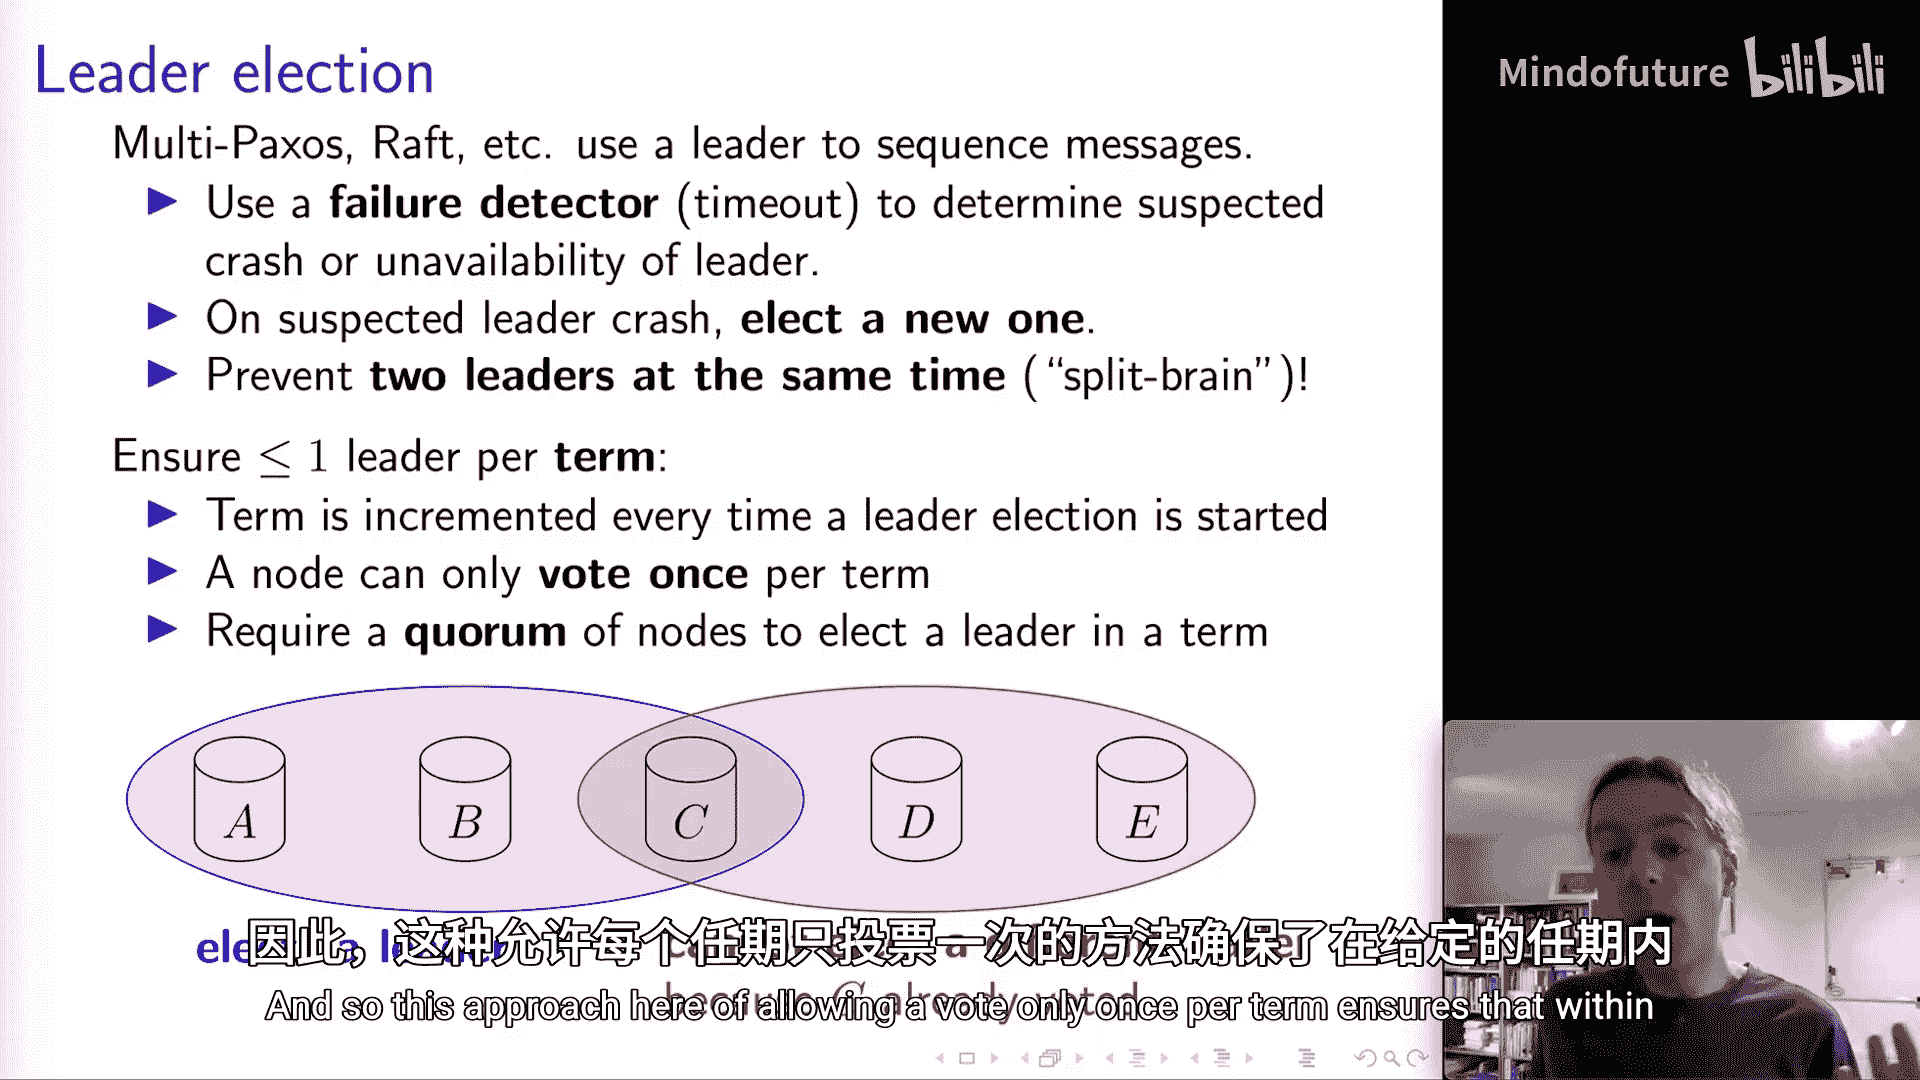 Leader election
Mindofuture bilibili
Multi-Paxos, Raft, etc. use a leader to sequence messages.
▶ Use a failure detector (timeout) to determine suspected
crash or unavailability of leader.
▶ On suspected leader crash, elect a new one.
▶ Prevent two leaders at the same time (“split-brain”)!
Ensure ≤ 1 leader per term:
▶ Term is incremented every time a leader election is started
▶ A node can only vote once per term
▶ Require a quorum of nodes to elect a leader in a term
A B C D E
因此，这种允许每个任期只投票一次的方法确保了在给定的任期内
And so this approach here of allowing a vote only once per term ensures that within